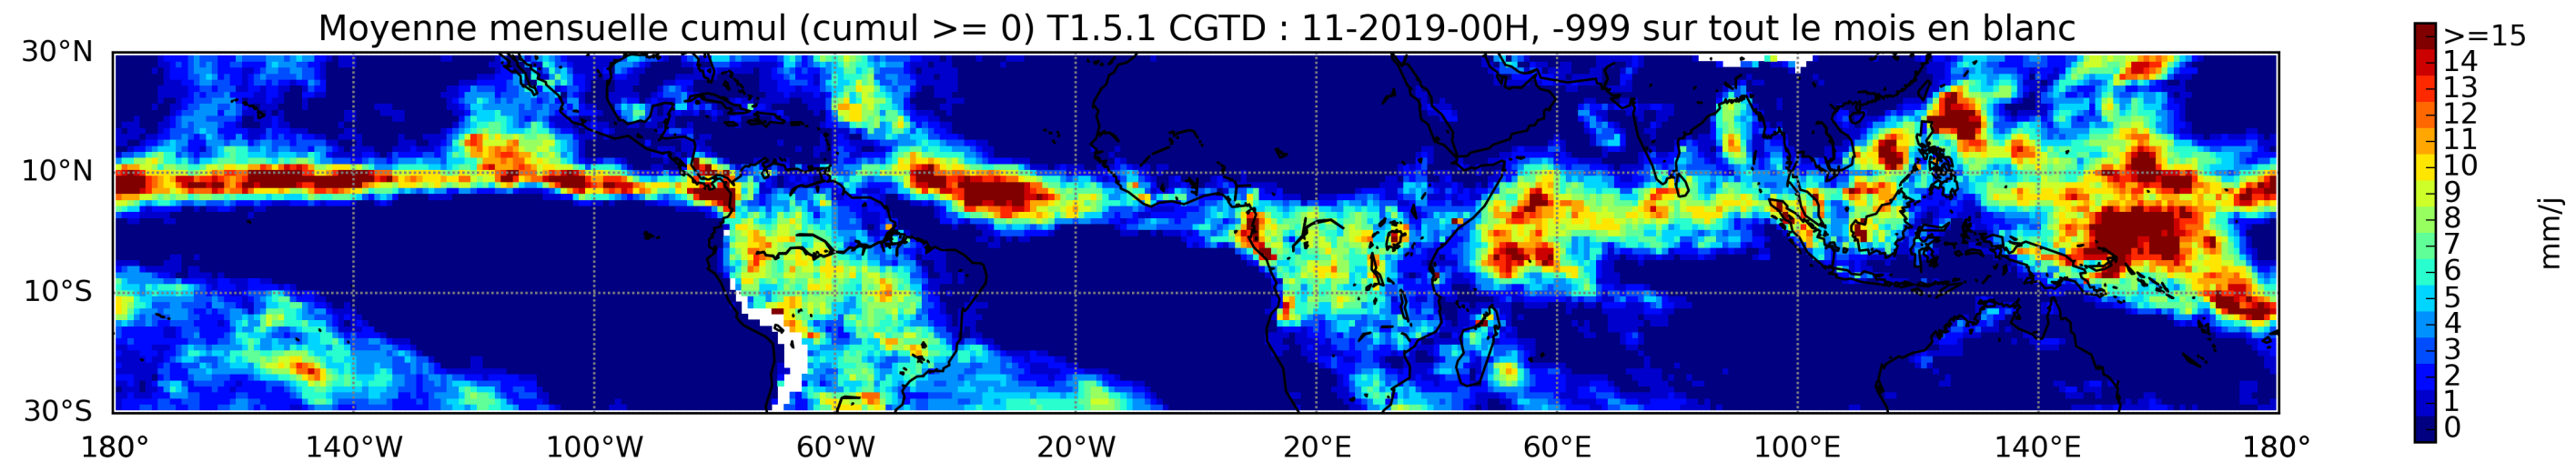 Moyenne mensuelle cumul (cumul >= 0) T1.5.1 CGTD : 11-2019-00H, -999 sur tout le mois en blanc
30°N
10°N
10°S
30°S
180° 140°W 100°W 60°W 20°W 20°E 60°E 100°E 140°E 180°
>=15
14
13
12
11
10
9
8
7
6
5
4
3
2
1
0
mm/j